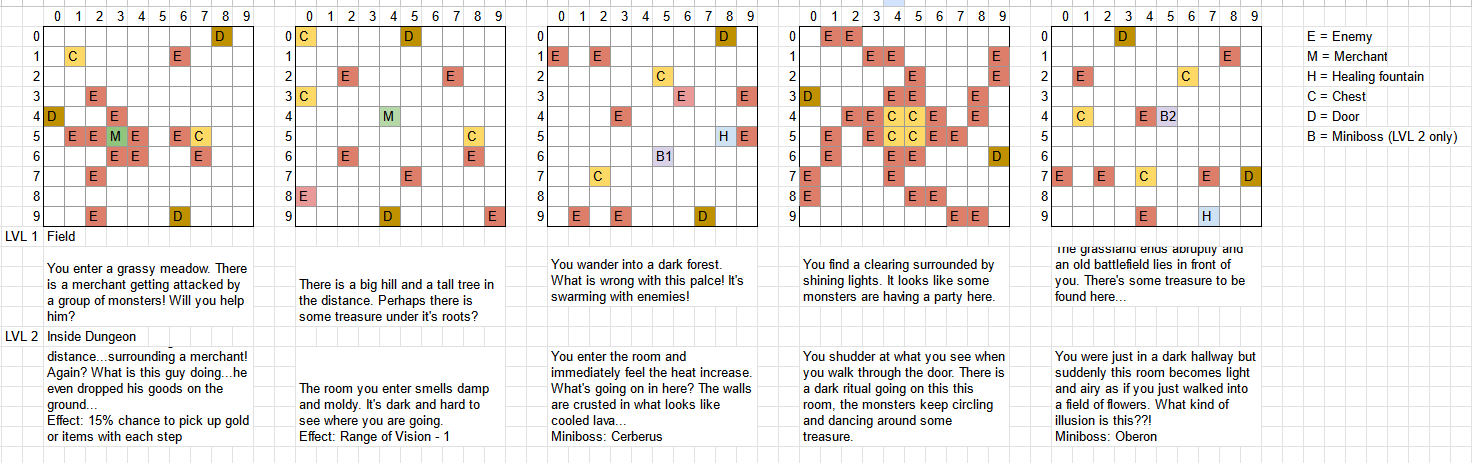 0 1 2 3 4 5 6 7 8 9
0 D
1 C E
2
3 E
4 D E
5 E E M E E C
6 E E E
7 E
8
9 E D
0 1 2 3 4 5 6 7 8 9
0 C D
1
2 E E
3 C
4 M
5 C
6 E E
7 E
8 E
9 D E
0 1 2 3 4 5 6 7 8 9
0 D
1 E E
2 C
3 E E
4 E
5 H E
6 B1
7 C
8
9 E E D
0 1 2 3 4 5 6 7 8 9
0 E E
1 E E E
2 E E
3 D E E E
4 E E C C E E
5 E E C C E E
6 E E E D
7 E E
8 E E E
9 E E
0 1 2 3 4 5 6 7 8 9
0 D
1 E
2 E C
3
4 C E B2
5
6
7 E E C E D
8
9 E H
E = Enemy
M = Merchant
H = Healing fountain
C = Chest
D = Door
B = Miniboss (LVL 2 only)
LVL 1 Field
You enter a grassy meadow. There
is a merchant getting attacked by
a group of monsters! Will you help
him?
There is a big hill and a tall tree in
the distance. Perhaps there is
some treasure under it's roots?
You wander into a dark forest.
What is wrong with this palce! It's
swarming with enemies!
You find a clearing surrounded by
shining lights. It looks like some
monsters are having a party here.
The grassland ends abruptly and
an old battlefield lies in front of
you. There's some treasure to be
found here...
LVL 2 Inside Dungeon
distance...surrounding a merchant!
Again? What is this guy doing...he
even dropped his goods on the
ground...
Effect: 15% chance to pick up gold
or items with each step
The room you enter smells damp
and moldy. It's dark and hard to
see where you are going.
Effect: Range of Vision - 1
You enter the room and
immediately feel the heat increase.
What's going on in here? The walls
are crusted in what looks like
cooled lava...
Miniboss: Cerberus
You shudder at what you see when
you walk through the door. There is
a dark ritual going on this this
room, the monsters keep circling
and dancing around some
treasure.
You were just in a dark hallway but
suddenly this room becomes light
and airy as if you just walked into
a field of flowers. What kind of
illusion is this??!
Miniboss: Oberon